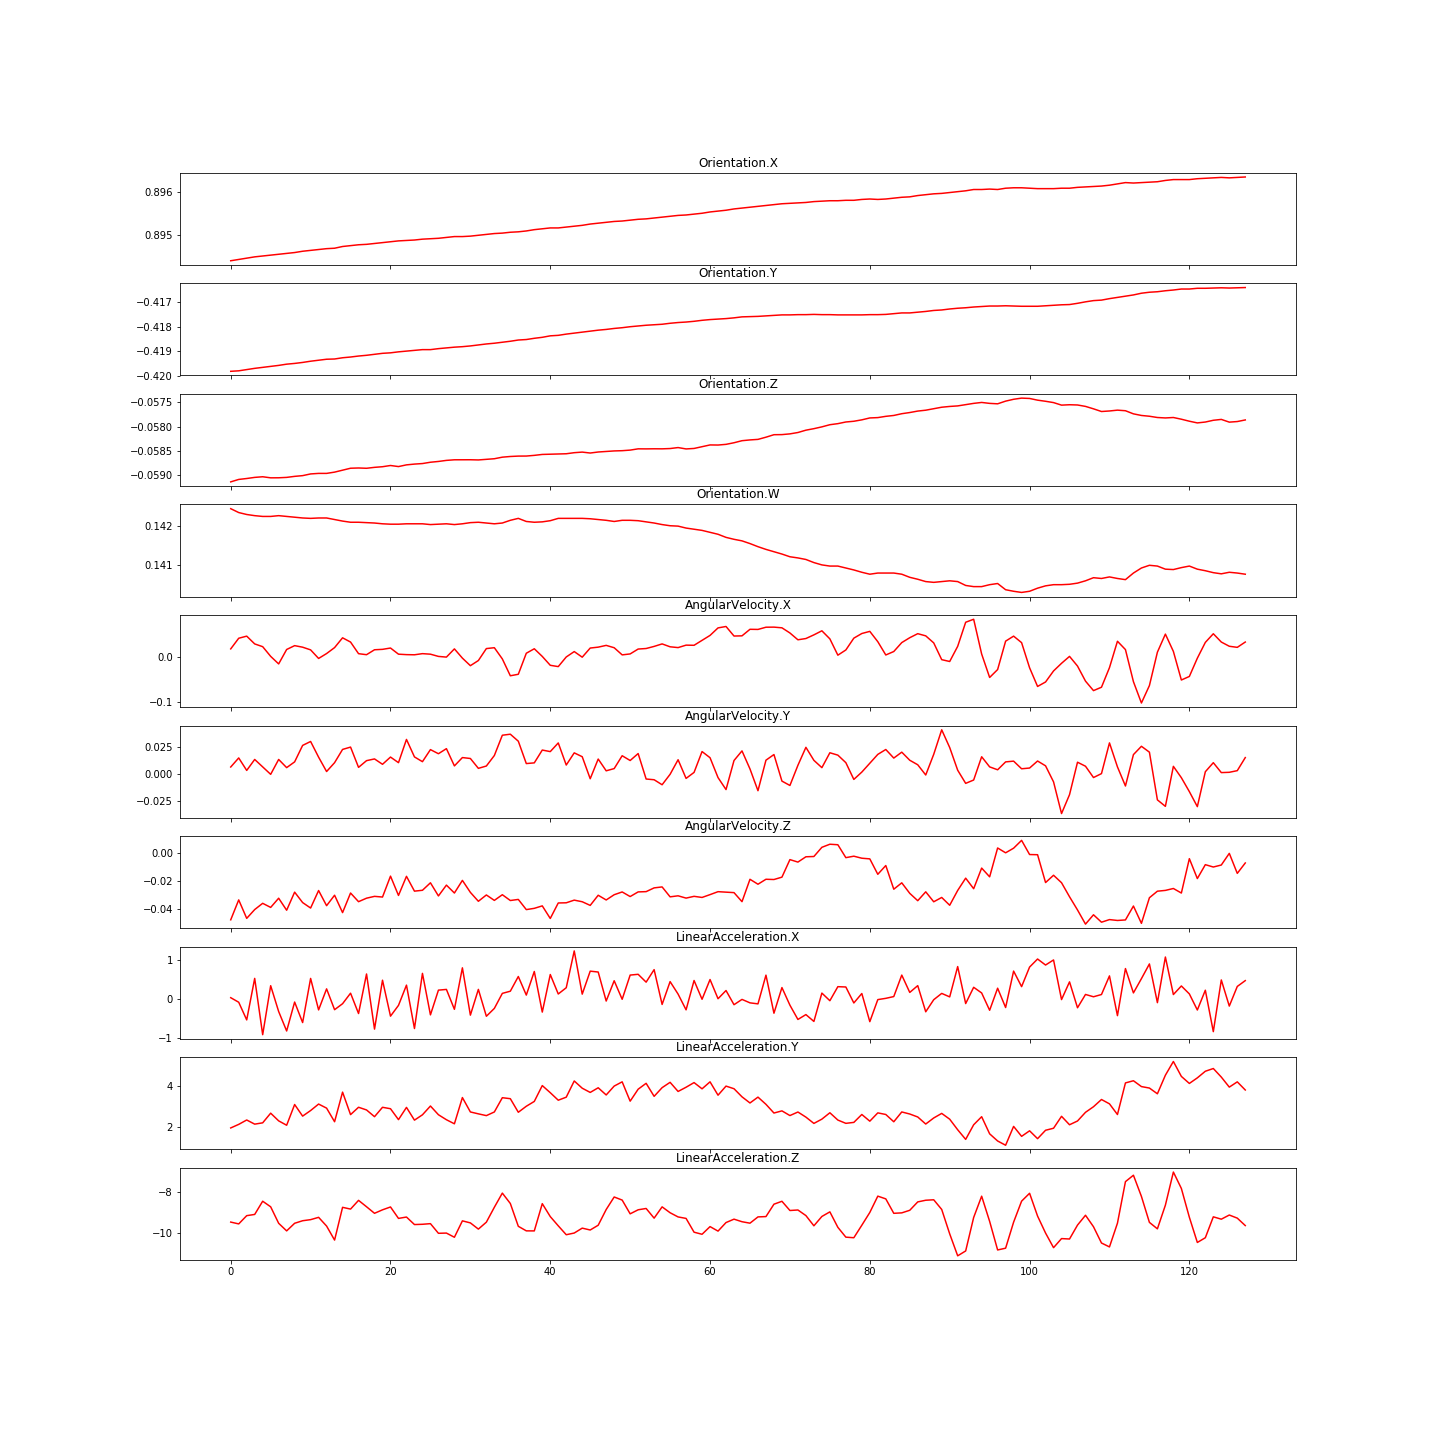 Orientation.X
0.896
0.895
Orientation.Y
−0.417
−0.418
−0.419
−0.420
Orientation.Z
−0.0575
−0.0580
−0.0585
−0.0590
Orientation.W
0.142
0.141
AngularVelocity.X
0.0
−0.1
AngularVelocity.Y
0.025
0.000
−0.025
AngularVelocity.Z
0.00
−0.02
−0.04
LinearAcceleration.X
1
0
−1
LinearAcceleration.Y
4
2
LinearAcceleration.Z
−8
−10
0 20 40 60 80 100 120